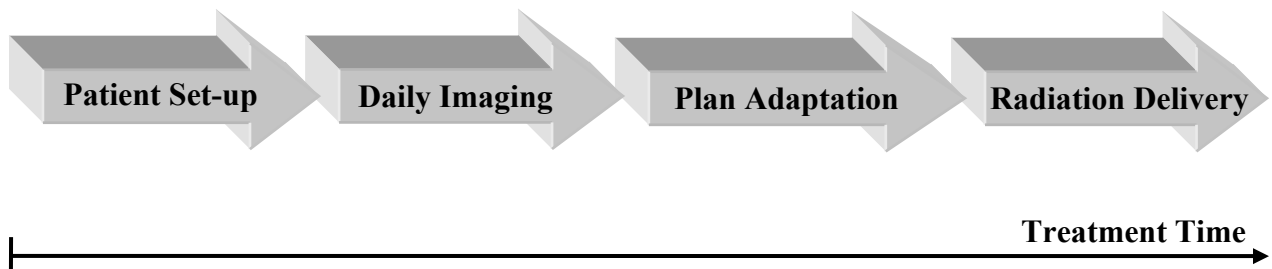 Patient Set-up
Daily Imaging
Plan Adaptation
Radiation Delivery
Treatment Time